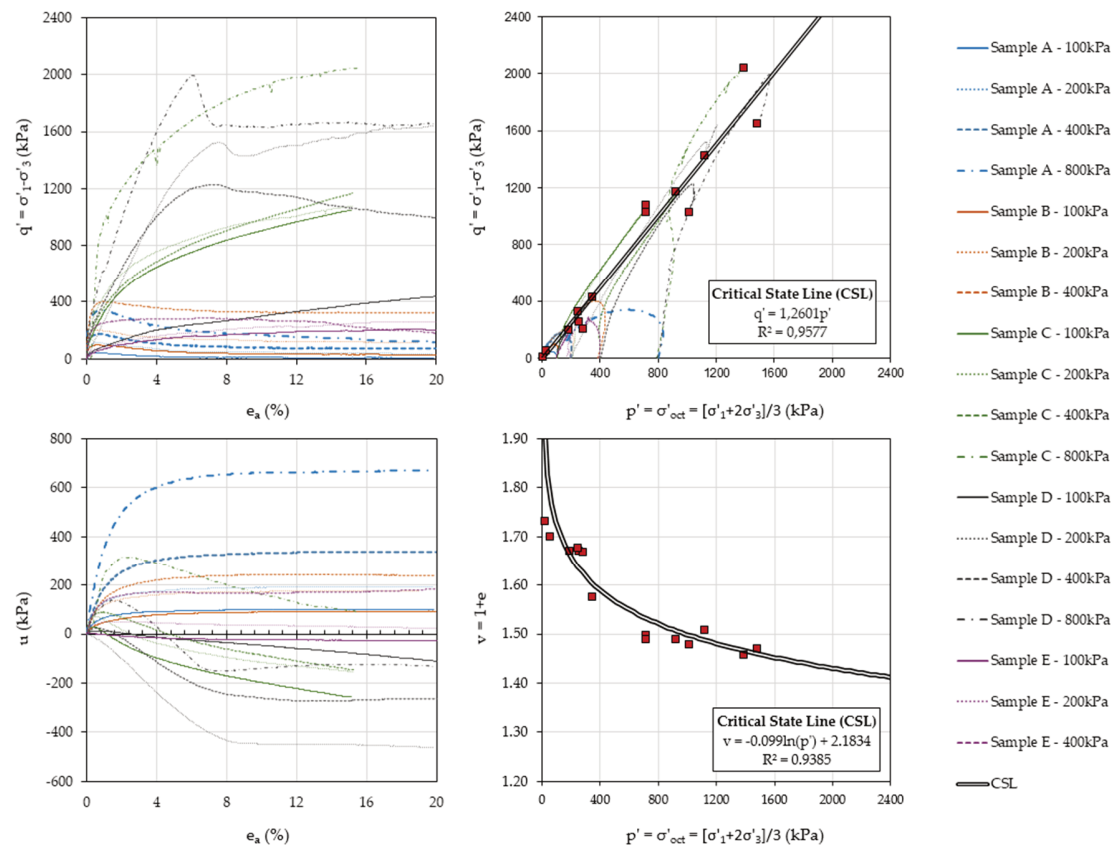 2400
2000
1600
1200
800
400
0
0
4
8
12
16
20
q' = σ'1-σ'3 (kPa)
eₐ (%)
2400
2000
1600
1200
800
400
0
0
400
800
1200
1600
2000
2400
q' = σ'1-σ'3 (kPa)
p' = σ'oct = [σ'1+2σ'3]/3 (kPa)
Critical State Line (CSL)
q' = 1,2601p'
R² = 0,9577
800
600
400
200
0
-200
-400
-600
0
4
8
12
16
20
u (kPa)
eₐ (%)
1.90
1.80
1.70
1.60
1.50
1.40
1.30
1.20
0
400
800
1200
1600
2000
2400
v = 1+e
p' = σ'oct = [σ'1+2σ'3]/3 (kPa)
Critical State Line (CSL)
v = -0.099ln(p') + 2.1834
R² = 0.9385
Sample A - 100kPa
Sample A - 200kPa
Sample A - 400kPa
Sample A - 800kPa
Sample B - 100kPa
Sample B - 200kPa
Sample B - 400kPa
Sample C - 100kPa
Sample C - 200kPa
Sample C - 400kPa
Sample C - 800kPa
Sample D - 100kPa
Sample D - 200kPa
Sample D - 400kPa
Sample D - 800kPa
Sample E - 100kPa
Sample E - 200kPa
Sample E - 400kPa
CSL